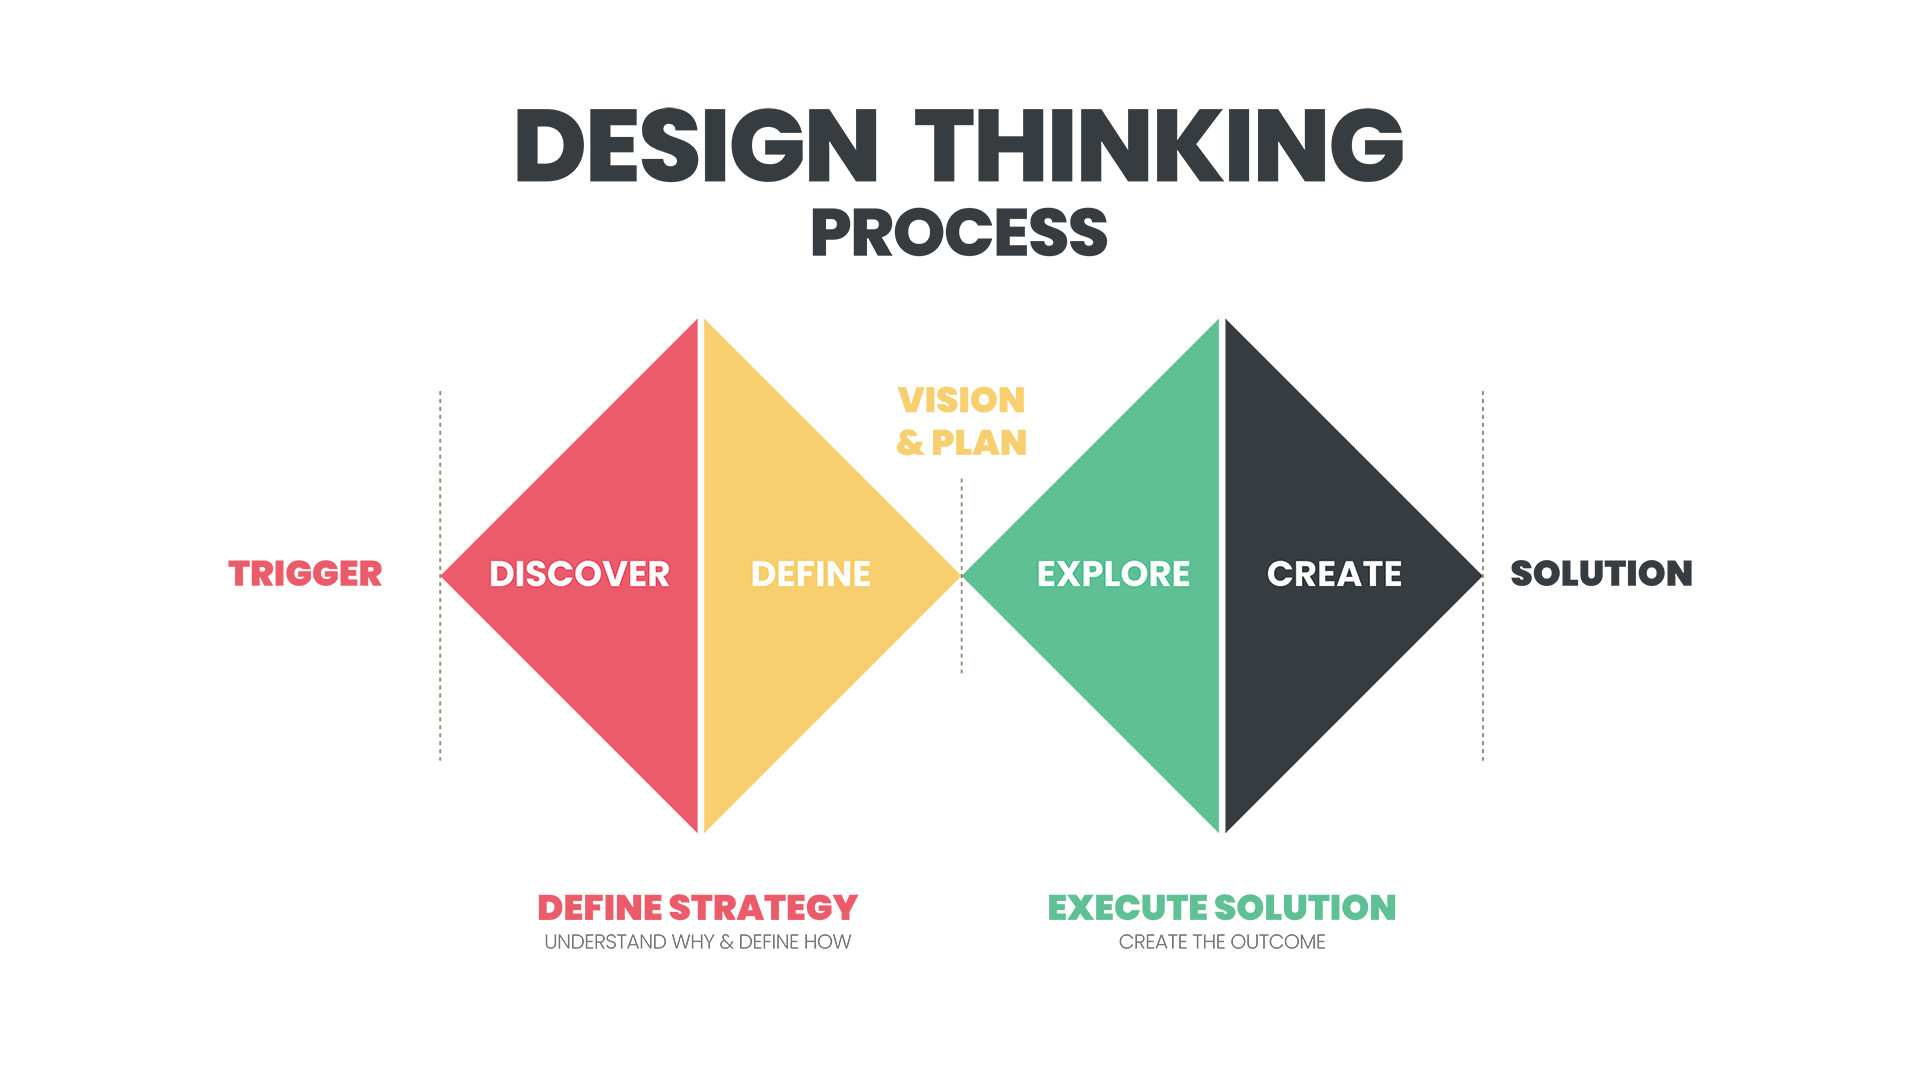 DESIGN THINKING
PROCESS
VISION
& PLAN
TRIGGER
DISCOVER
DEFINE
EXPLORE
CREATE
SOLUTION
DEFINE STRATEGY
UNDERSTAND WHY & DEFINE HOW
EXECUTE SOLUTION
CREATE THE OUTCOME